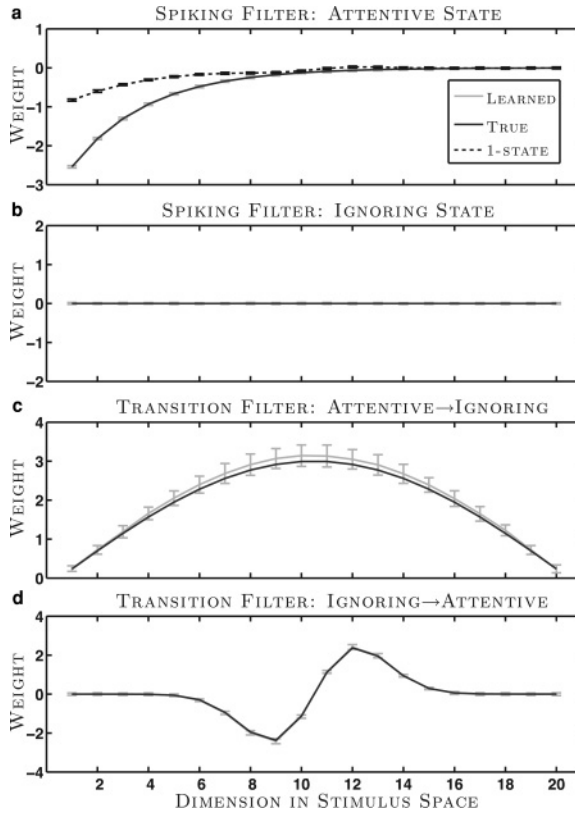 a
SPIKING FILTER: ATTENTIVE STATE
1
0
-1
-2
-3
WEIGHT
LEARNED
TRUE
1-STATE
b
SPIKING FILTER: IGNORING STATE
2
1
0
-1
-2
WEIGHT
c
TRANSITION FILTER: ATTENTIVE→IGNORING
4
3
2
1
0
WEIGHT
d
TRANSITION FILTER: IGNORING→ATTENTIVE
4
2
0
-2
-4
WEIGHT
2 4 6 8 10 12 14 16 18 20
DIMENSION IN STIMULUS SPACE